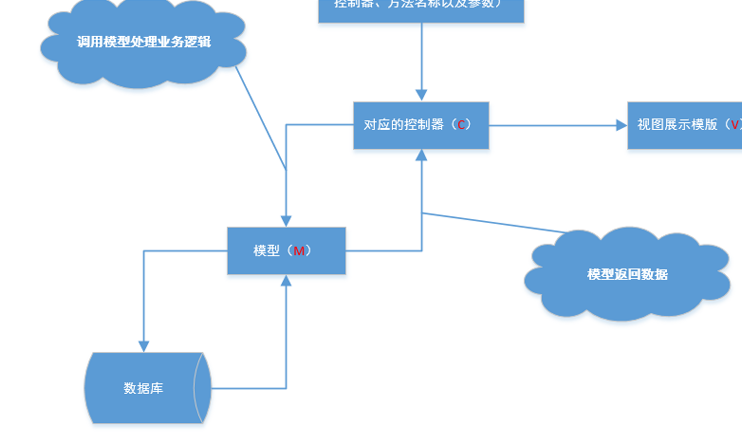 控制器、方法名称以及参数）
调用模型处理业务逻辑
对应的控制器（C）
视图展示模版（V）
模型（M）
模型返回数据
数据库